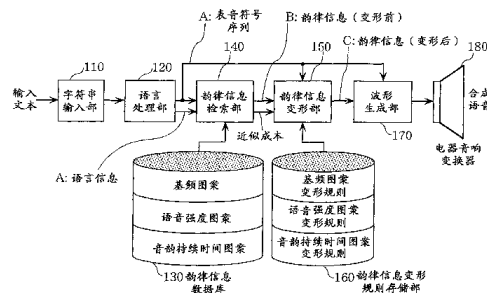 A: 表音符号
序列
B: 韵律信息(变形前)
C: 韵律信息(变形后)
110
120
140
150
180
输入
文本
字符串
输入部
语言
处理部
韵律信息
检索部
韵律信息
变形部
波形
生成部
合成
语音
近似成本
170
电器音响
变换器
A: 语言信息
基频图案
语音强度图案
音韵持续时间图案
基频图案
变形规则
语音强度图案
变形规则
音韵持续时间图案
变形规则
130 韵律信息
数据库
160 韵律信息变形
规则存储部